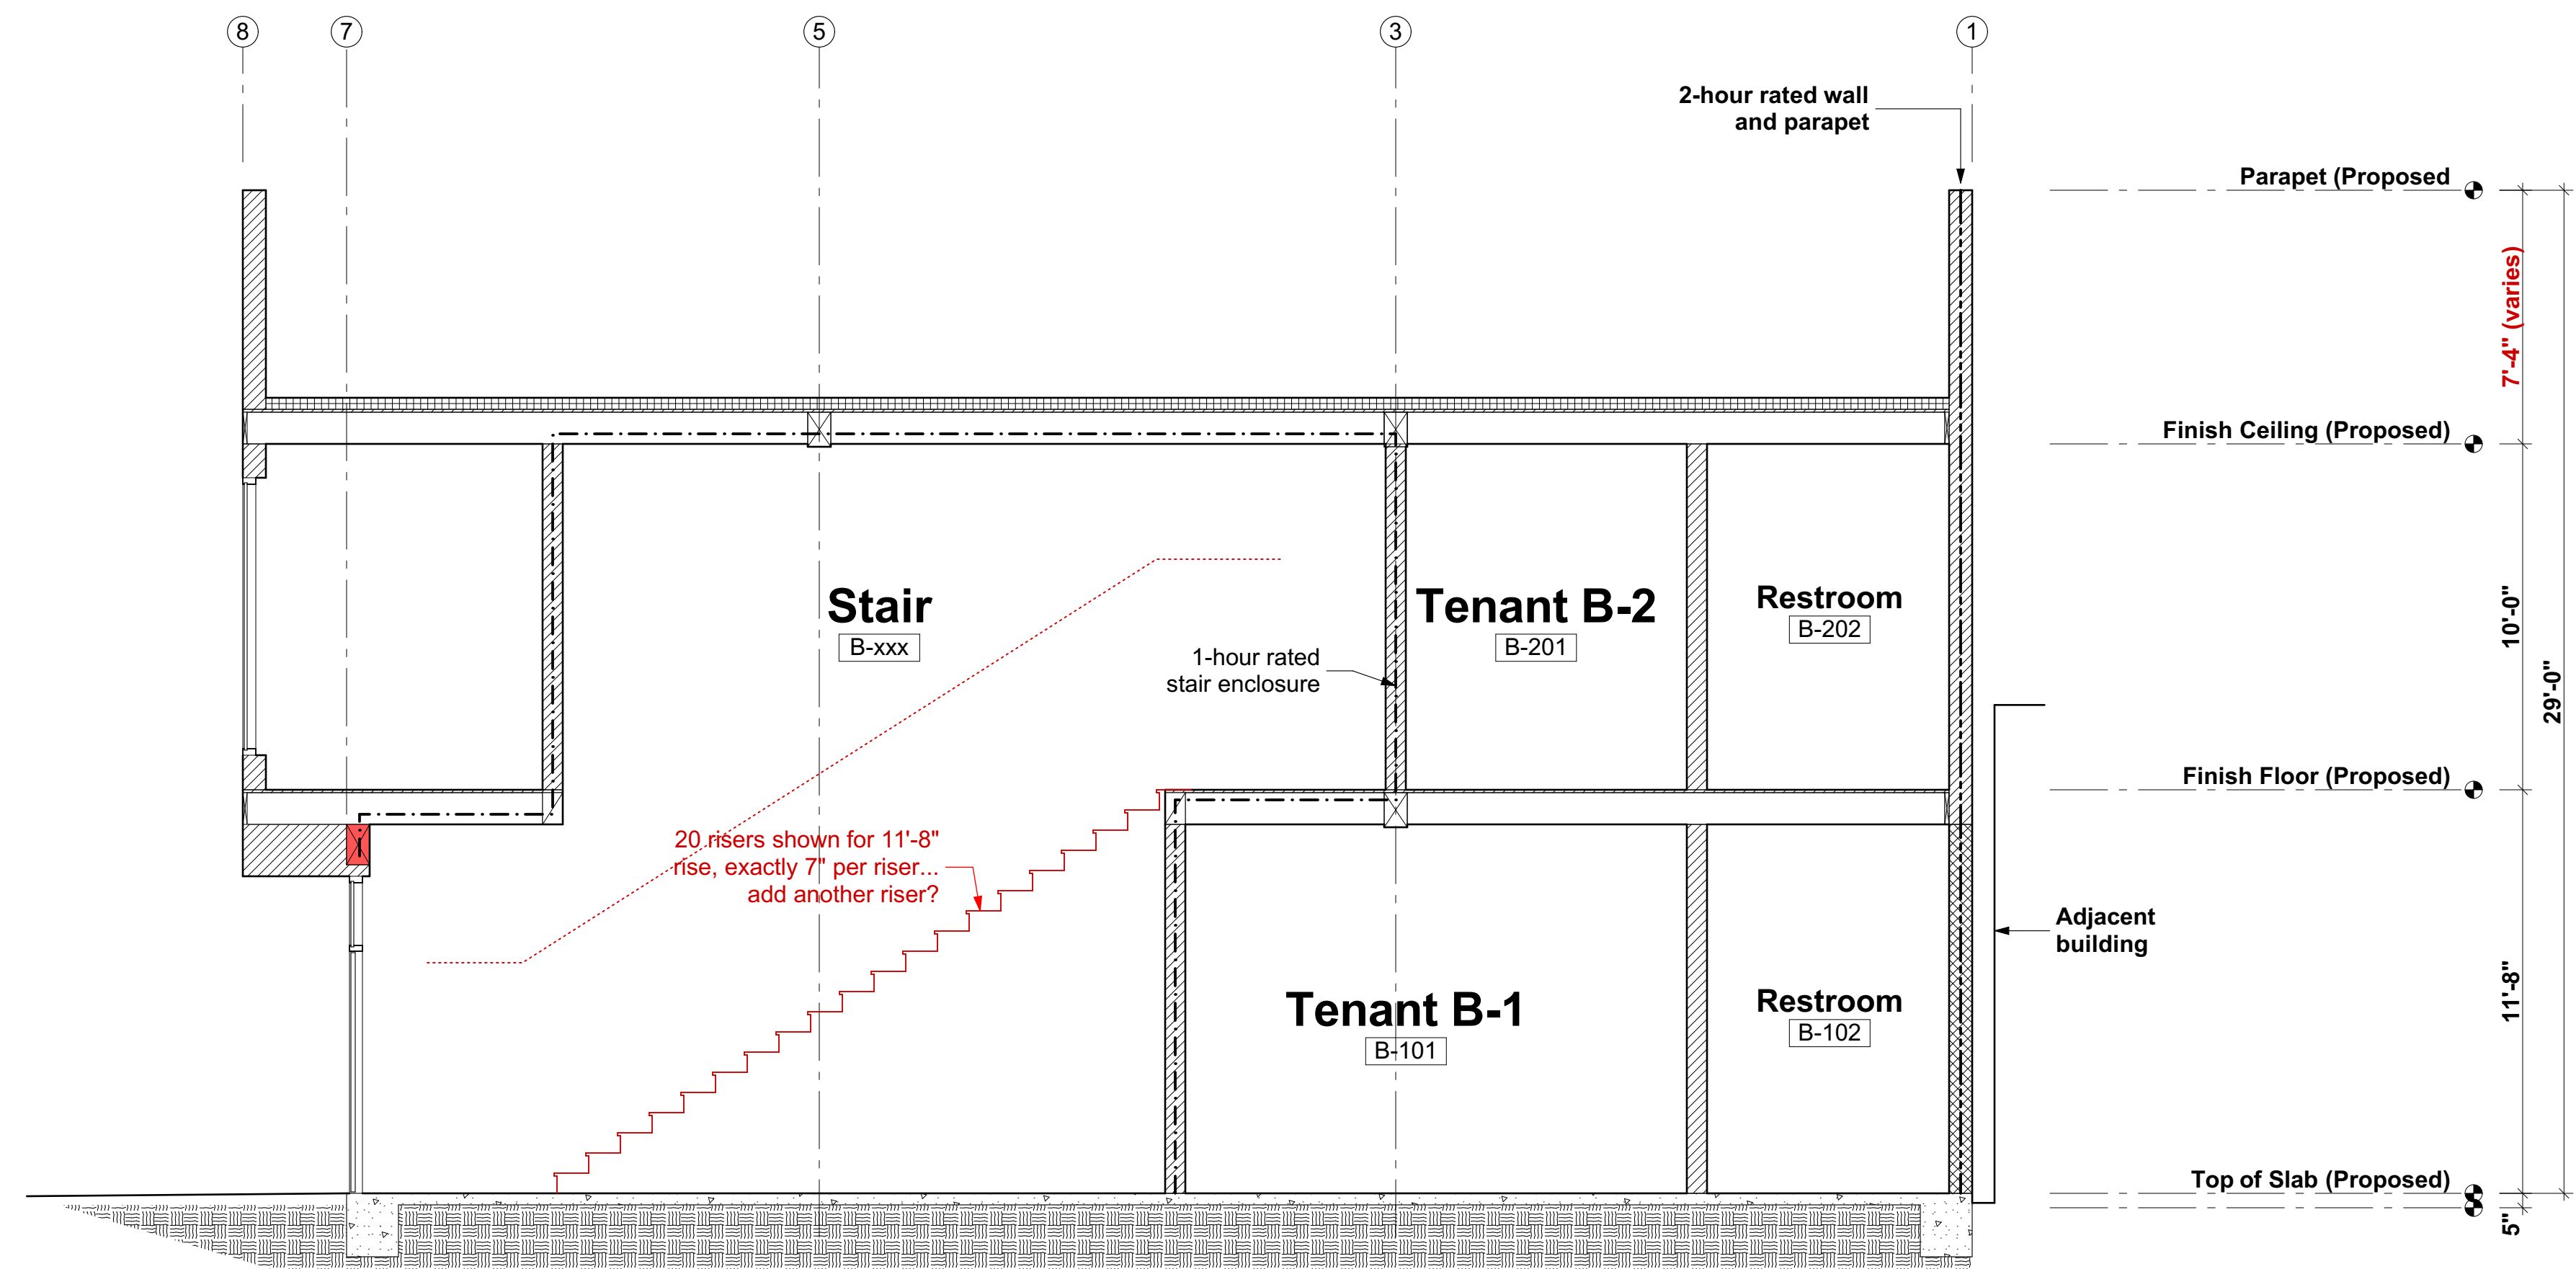 8
7
5
3
1
2-hour rated wall
and parapet
Parapet (Proposed
7'-4" (varies)
Finish Ceiling (Proposed)
Stair
B-xxx
Tenant B-2
B-201
Restroom
B-202
10'-0"
1-hour rated
stair enclosure
29'-0"
Finish Floor (Proposed)
20 risers shown for 11'-8"
rise, exactly 7" per riser...
add another riser?
Adjacent
building
Tenant B-1
B-101
Restroom
B-102
11'-8"
Top of Slab (Proposed)
5"